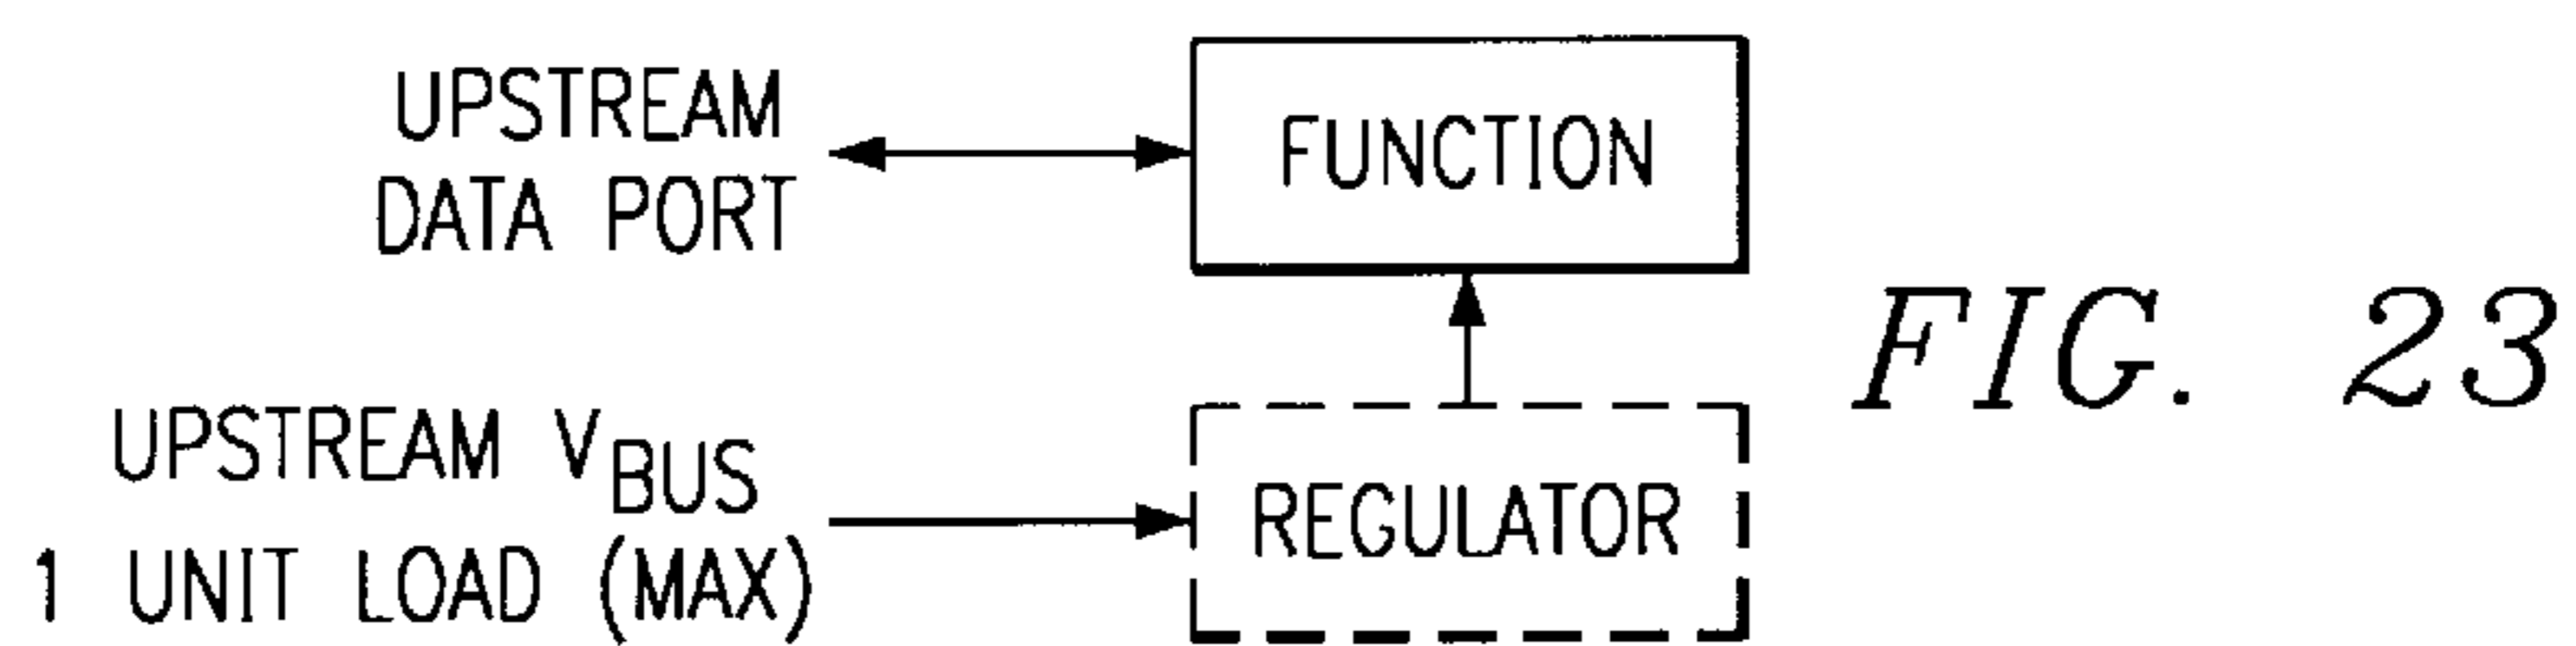 UPSTREAM
DATA PORT
FUNCTION
UPSTREAM VBUS
1 UNIT LOAD (MAX)
REGULATOR
FIG. 23